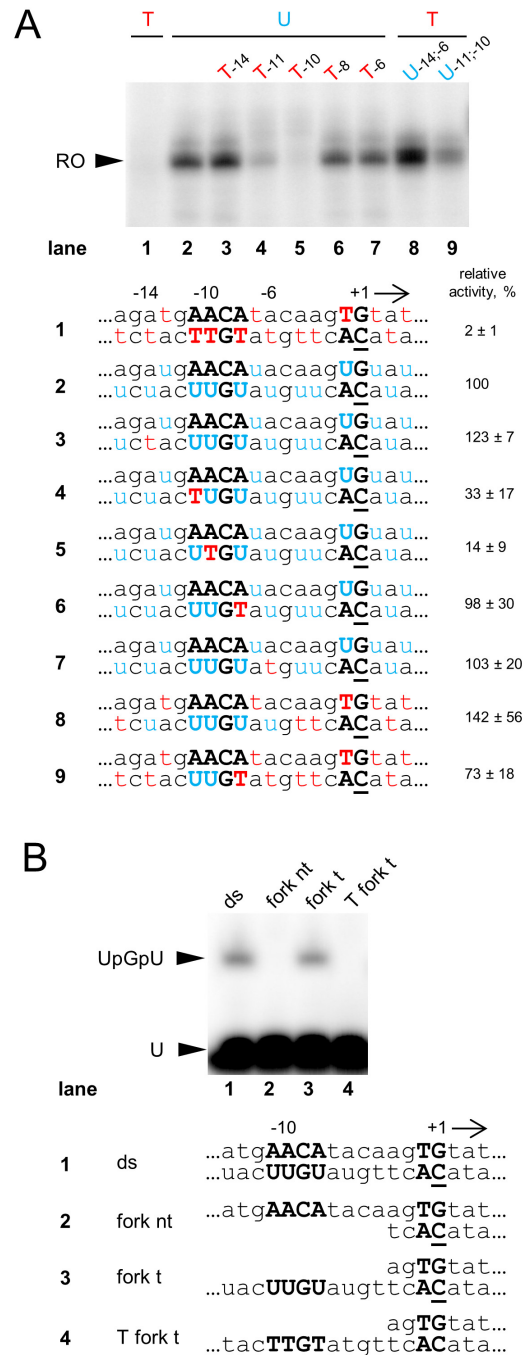 A
T U T
T-14 T-11 T-10 T-8 T-6 U-14;-6 U-11;-10
RO
lane 1 2 3 4 5 6 7 8 9
relative
activity, %
-14 -10 -6 +1
...agatgAACAtacaagTGtat...
1 2 ± 1
...tctacTTGTatgttcACata...
...agaugAACAuacaagUGuau...
2 100
...ucuacUUGUauguucACaua...
...agaugAACAuacaagUGuau...
3 123 ± 7
...uctacUUGUauguucACaua...
...agaugAACAuacaagUGuau...
4 33 ± 17
...ucuacTUGUauguucACaua...
...agaugAACAuacaagUGuau...
5 14 ± 9
...ucuacUTGUauguucACaua...
...agaugAACAuacaagUGuau...
6 98 ± 30
...ucuacUUGTauguucACaua...
...agaugAACAuacaagUGuau...
7 103 ± 20
...ucuacUUGUatguucACaua...
...agatgAACAtacaagTGtat...
8 142 ± 56
...tcuacUUGUaugttcACata...
...agatgAACAtacaagTGtat...
9 73 ± 18
...tctacUUGTatgttcACata...
B
ds fork nt fork t T fork t
UpGpU
U
lane 1 2 3 4
-10 +1
...atgAACAtacaagTGtat...
1 ds
...uacUUGUaugttcACata...
...atgAACAtacaagTGtat...
2 fork nt
tcACata...
agTGtat...
3 fork t
...uacUUGUaugttcACata...
agTGtat...
4 T fork t
...tacTTGTatgttcACata...